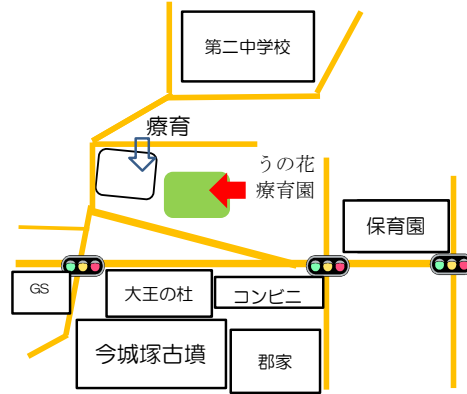 第二中学校
療育
うの花
療育園
保育園
GS
大王の杜
コンビニ
今城塚古墳
郡家